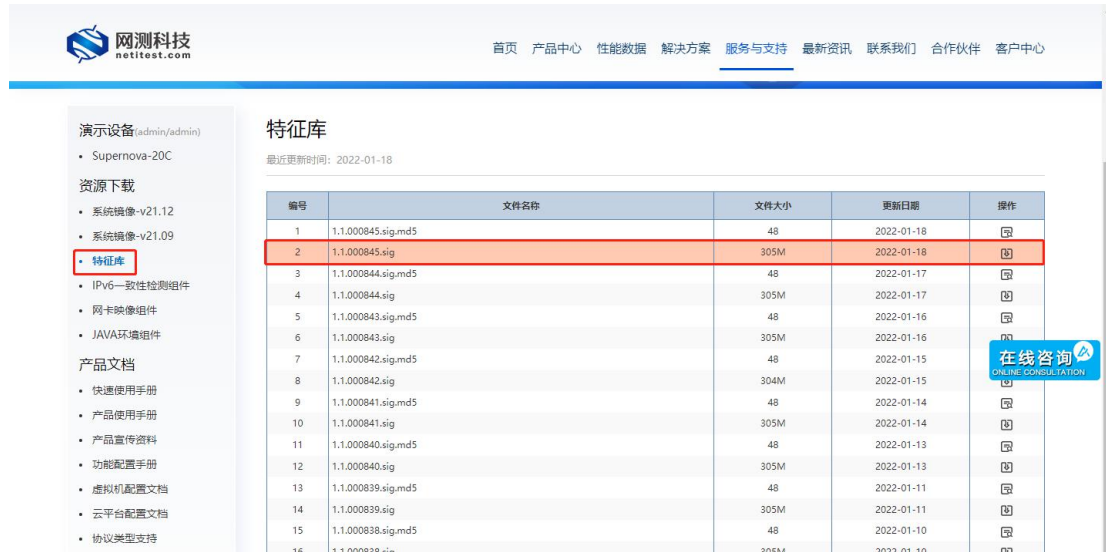 网测科技
netitest.com
首页 产品中心 性能数据 解决方案 服务与支持 最新资讯 联系我们 合作伙伴 客户中心
演示设备(admin/admin)
• Supernova-20C
资源下载
• 系统镜像-v21.12
• 系统镜像-v21.09
• 特征库
• IPv6一致性检测组件
• 网卡映像组件
• JAVA环境组件
产品文档
• 快速使用手册
• 产品使用手册
• 产品宣传资料
• 功能配置手册
• 虚拟机配置文档
• 云平台配置文档
• 协议类型支持
特征库
最近更新时间: 2022-01-18
编号 文件名称 文件大小 更新日期 操作
1 1.1.000845.sig.md5 48 2022-01-18
2 1.1.000845.sig 305M 2022-01-18
3 1.1.000844.sig.md5 48 2022-01-17
4 1.1.000844.sig 305M 2022-01-17
5 1.1.000843.sig.md5 48 2022-01-16
6 1.1.000843.sig 305M 2022-01-16
7 1.1.000842.sig.md5 48 2022-01-15
8 1.1.000842.sig 304M 2022-01-15
9 1.1.000841.sig.md5 48 2022-01-14
10 1.1.000841.sig 305M 2022-01-14
11 1.1.000840.sig.md5 48 2022-01-13
12 1.1.000840.sig 305M 2022-01-13
13 1.1.000839.sig.md5 48 2022-01-11
14 1.1.000839.sig 305M 2022-01-11
15 1.1.000838.sig.md5 48 2022-01-10
16 1.1.000838.sig 305M 2022-01-10
在线咨询
ONLINE CONSULTATION